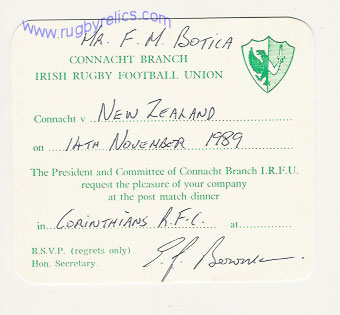 www.rugbyrelics.com
MR. F. M. BOTICA
CONNACHT BRANCH
IRISH RUGBY FOOTBALL UNION
Connacht v NEW ZEALAND
on 14TH NOVEMBER 1989
The President and Committee of Connacht Branch I.R.F.U.
request the pleasure of your company
at the post match dinner
in CORINTHIANS R.F.C. at
R.S.V.P. (regrets only)
Hon. Secretary.